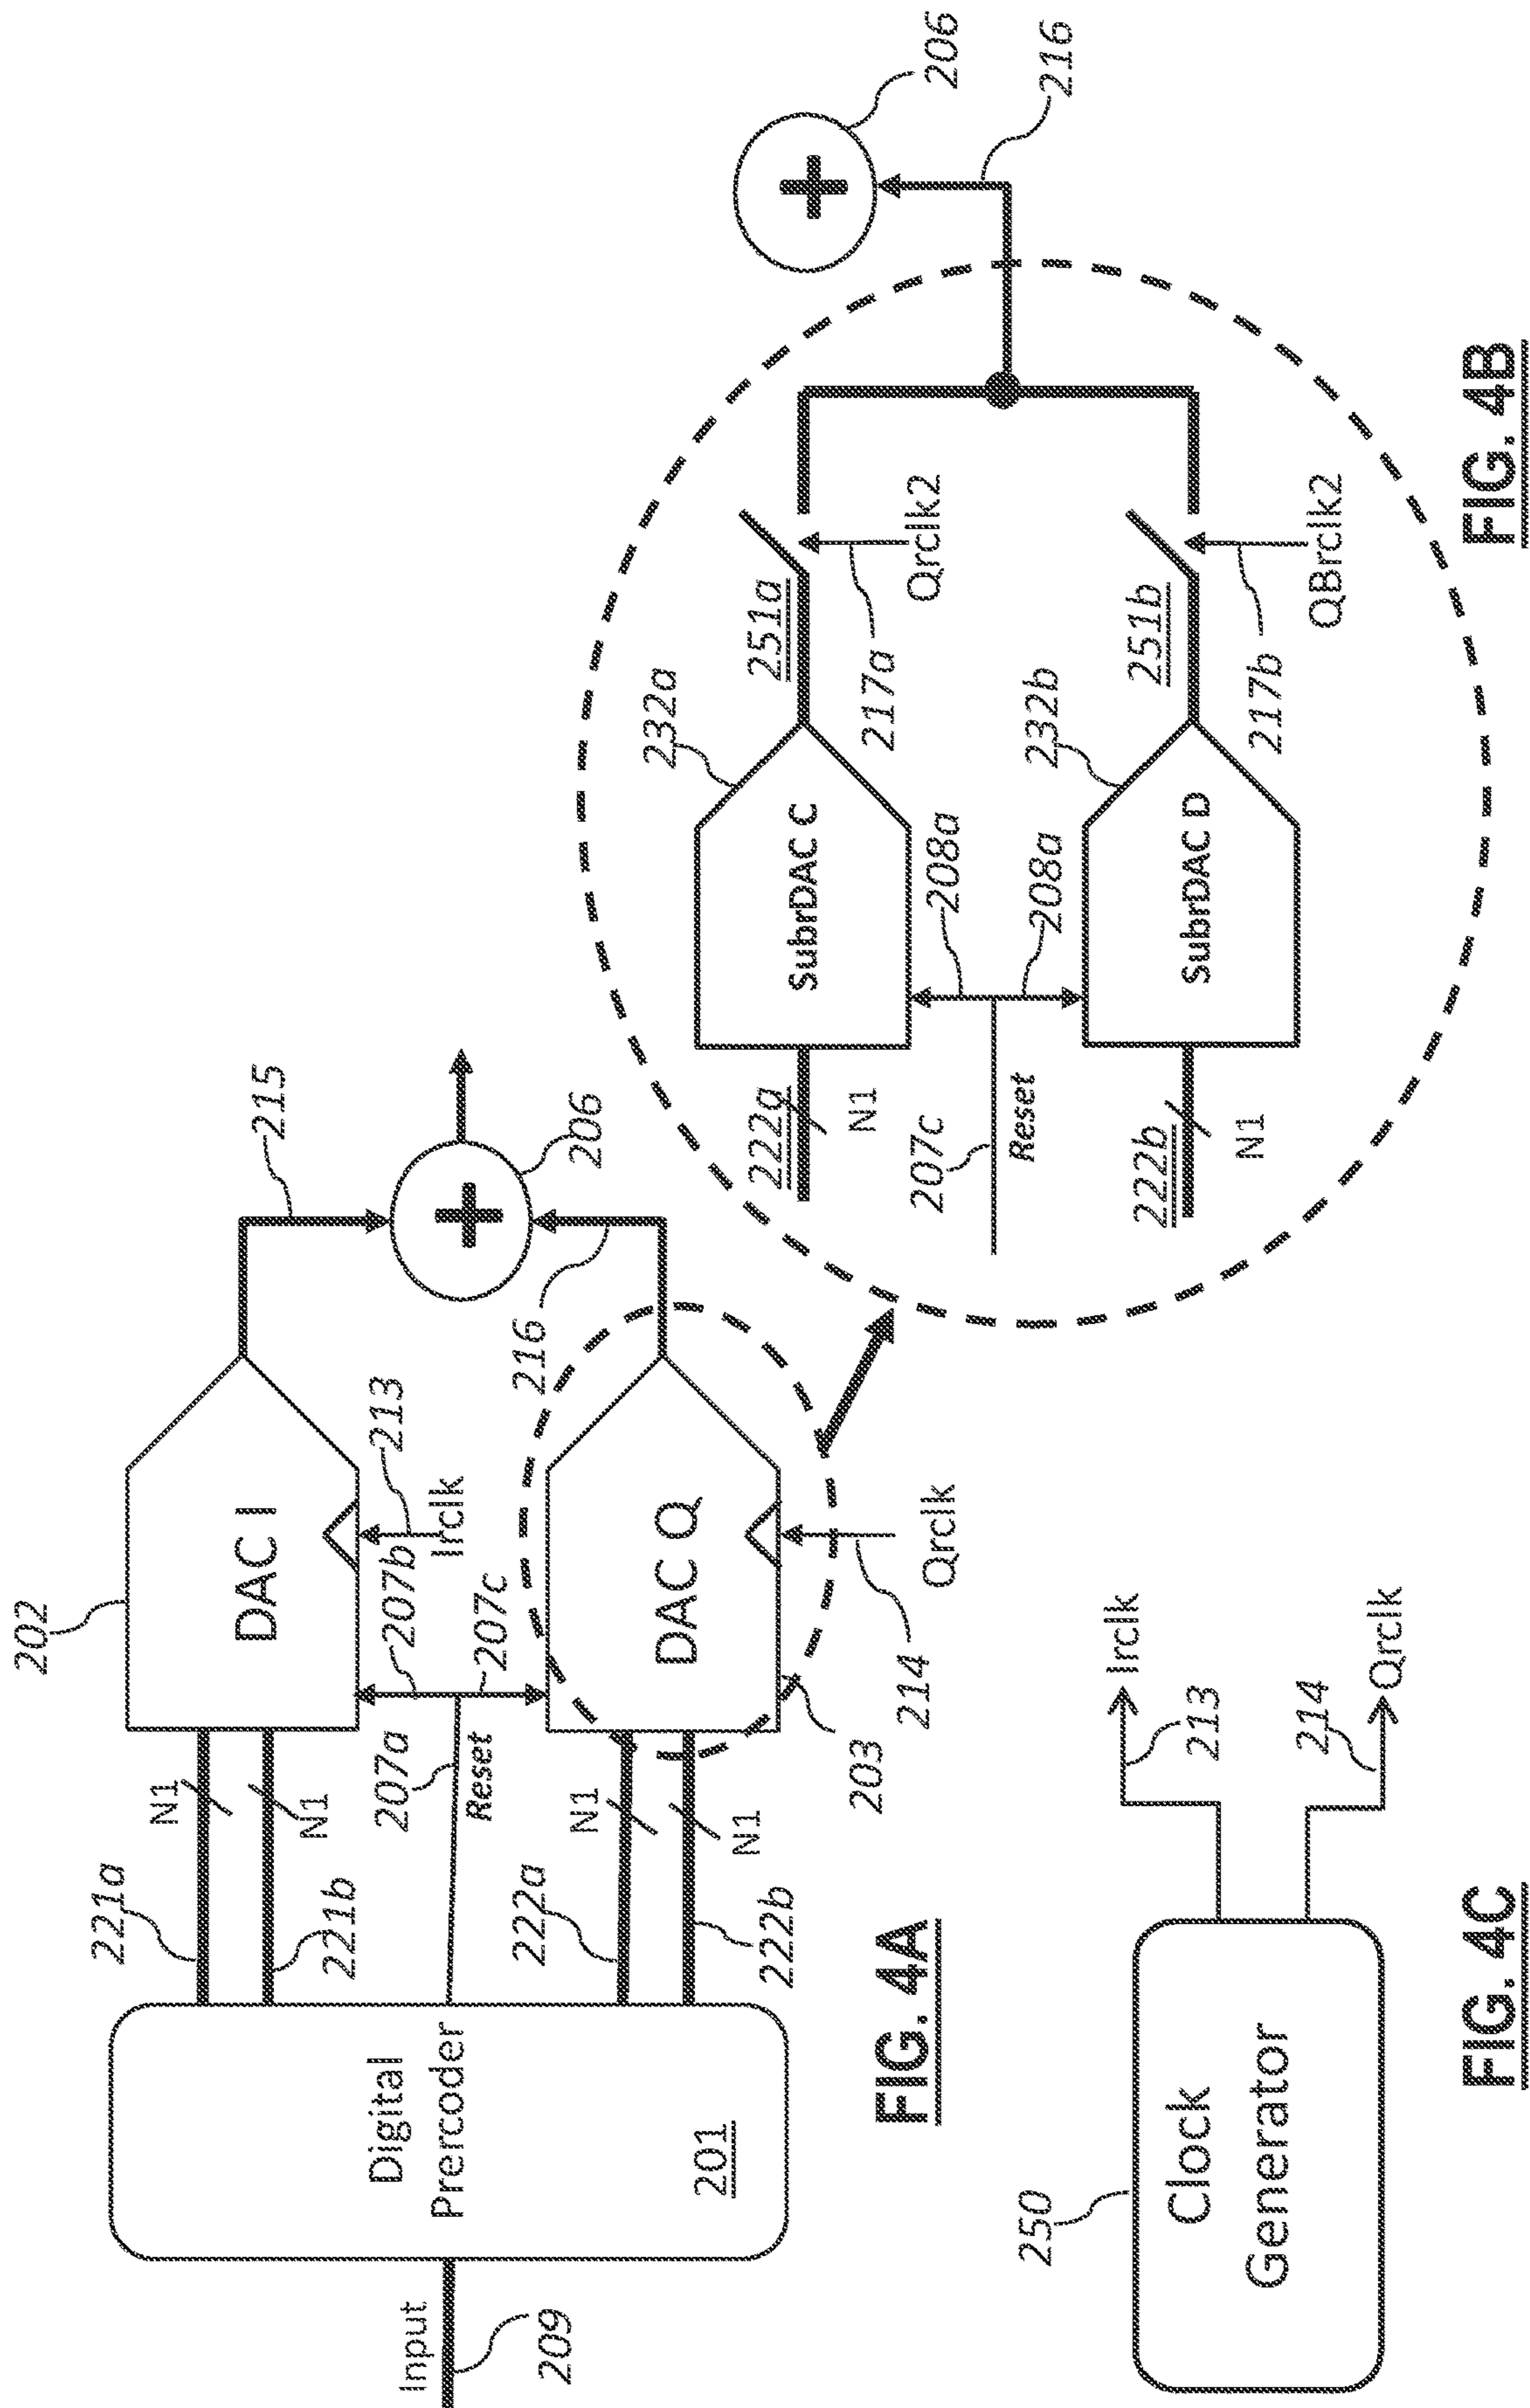 202
DAC I
221a
N1
221b
N1
207b
213
Irclk
215
Input
209
Digital
Prercoder
201
207a
Reset
207c
206
216
222a
N1
222b
N1
DAC Q
203
214
Qrclk
FIG. 4A
250
Clock
Generator
213
Irclk
214
Qrclk
FIG. 4C
232a
SubrDAC C
251a
222a
N1
217a
Qrclk2
208a
207c
Reset
208a
232b
SubrDAC D
251b
222b
N1
217b
QBrclk2
206
216
FIG. 4B